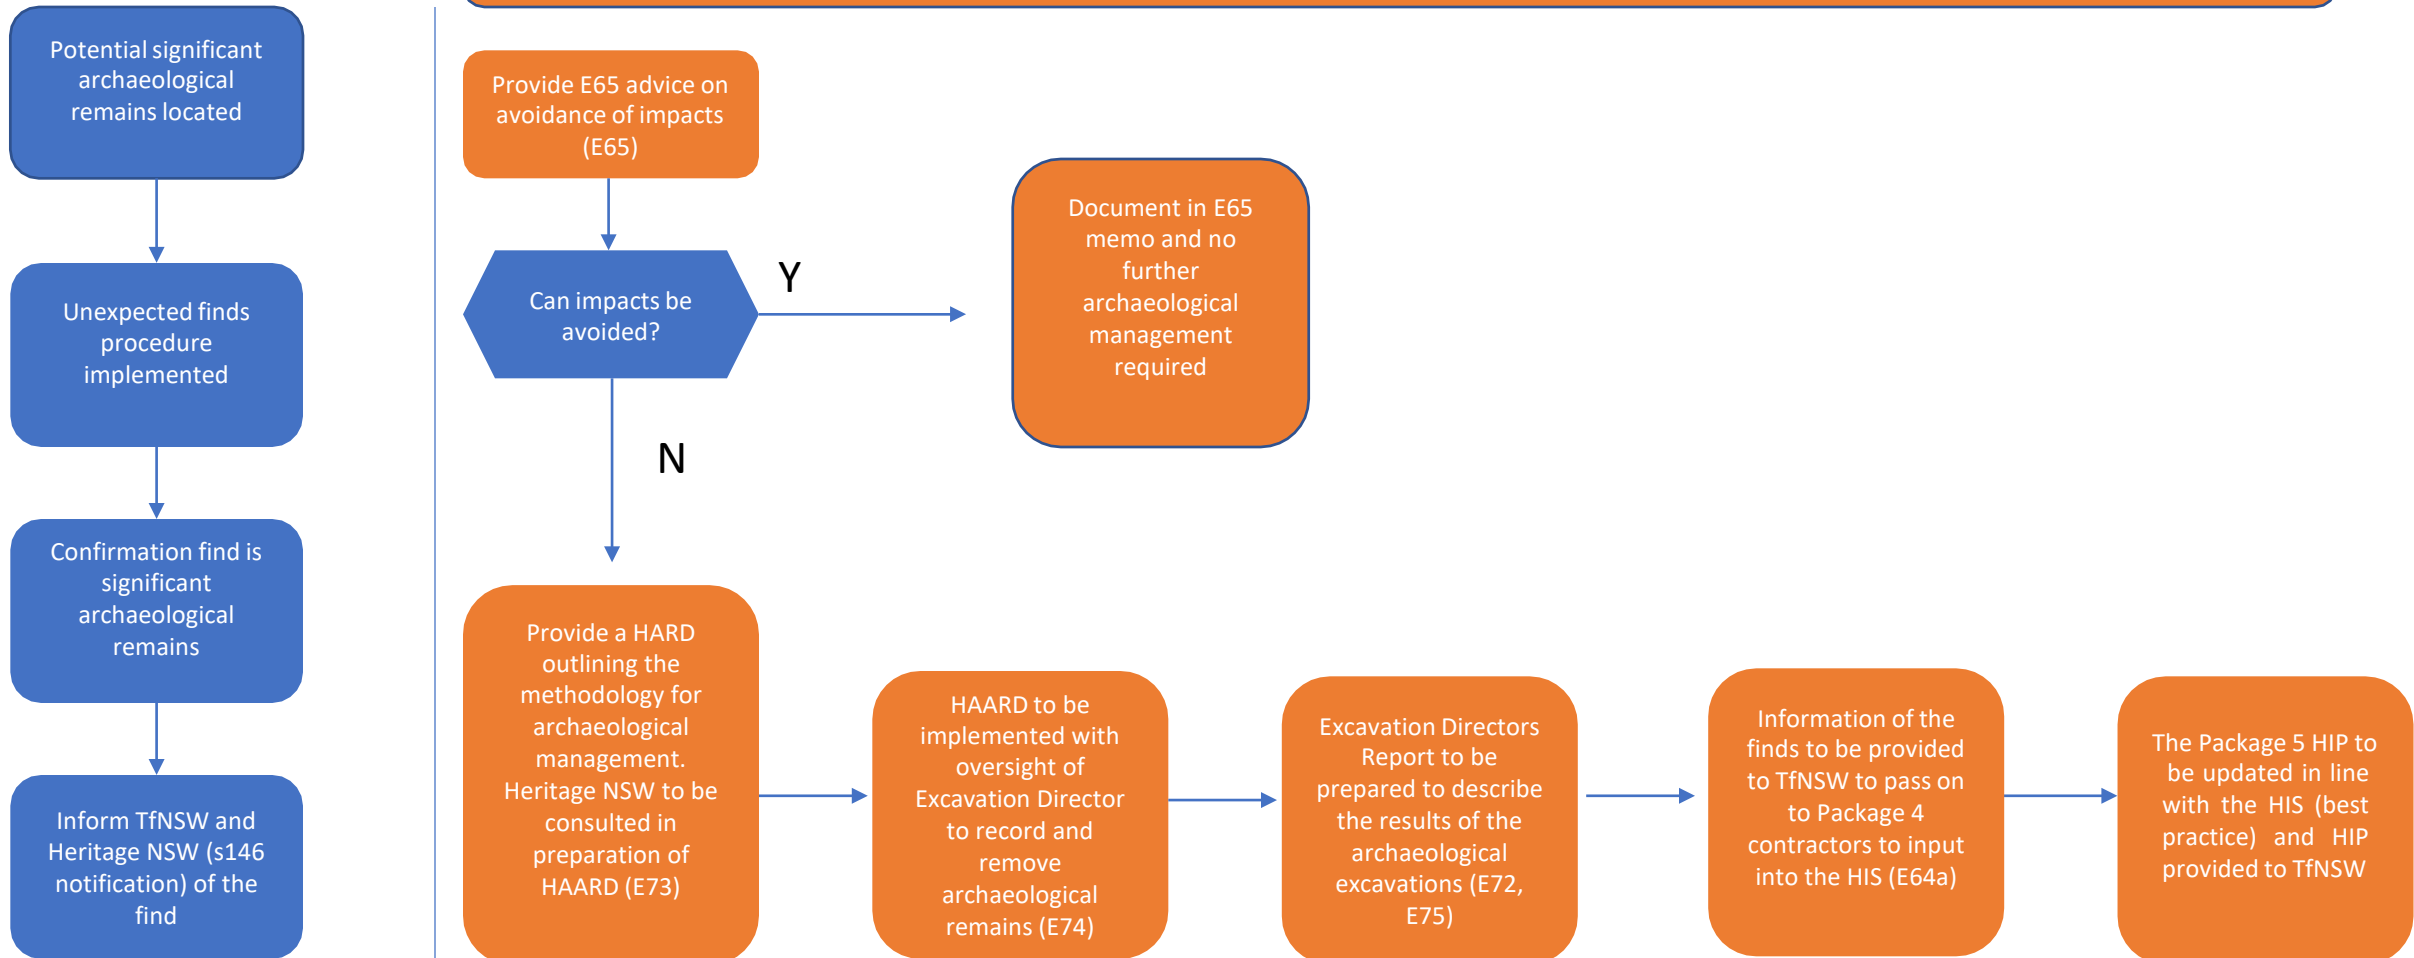 Potential significant
archaeological
remains located
Unexpected finds
procedure
implemented
Confirmation find is
significant
archaeological
remains
Inform TfNSW and
Heritage NSW (s146
notification) of the
find
Provide E65 advice on
avoidance of impacts
(E65)
Can impacts be
avoided?
Y
Document in E65
memo and no
further
archaeological
management
required
N
Provide a HARD
outlining the
methodology for
archaeological
management.
Heritage NSW to be
consulted in
preparation of
HAARD (E73)
HAARD to be
implemented with
oversight of
Excavation Director
to record and
remove
archaeological
remains (E74)
Excavation Directors
Report to be
prepared to describe
the results of the
archaeological
excavations (E72,
E75)
Information of the
finds to be provided
to TfNSW to pass on
to Package 4
contractors to input
into the HIS (E64a)
The Package 5 HIP to
be updated in line
with the HIS (best
practice) and HIP
provided to TfNSW